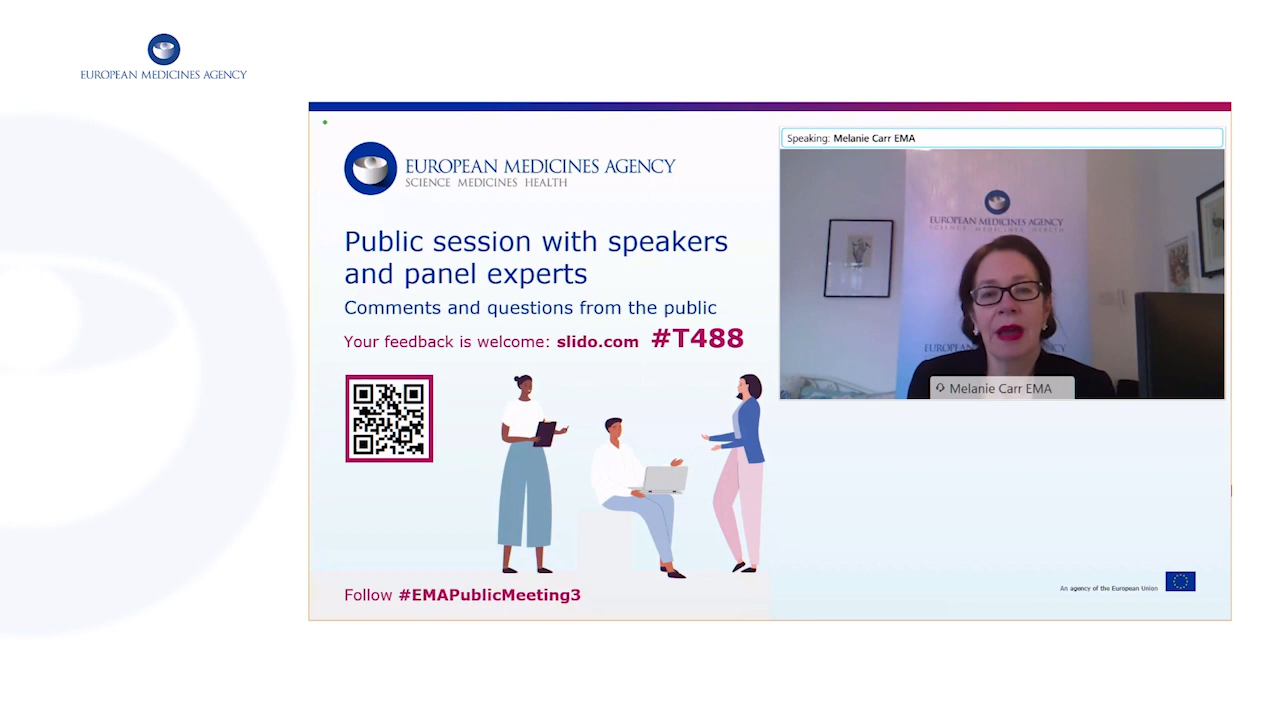 EUROPEAN MEDICINES AGENCY
EUROPEAN MEDICINES AGENCY
SCIENCE MEDICINES HEALTH
Public session with speakers
and panel experts
Comments and questions from the public
Your feedback is welcome: slido.com #T488
Follow #EMAPublicMeeting3
Speaking: Melanie Carr EMA
EUROPEAN MEDICINES AGENCY
SCIENCE MEDICINES HEALTH
EUROPEAN
Melanie Carr EMA
An agency of the European Union